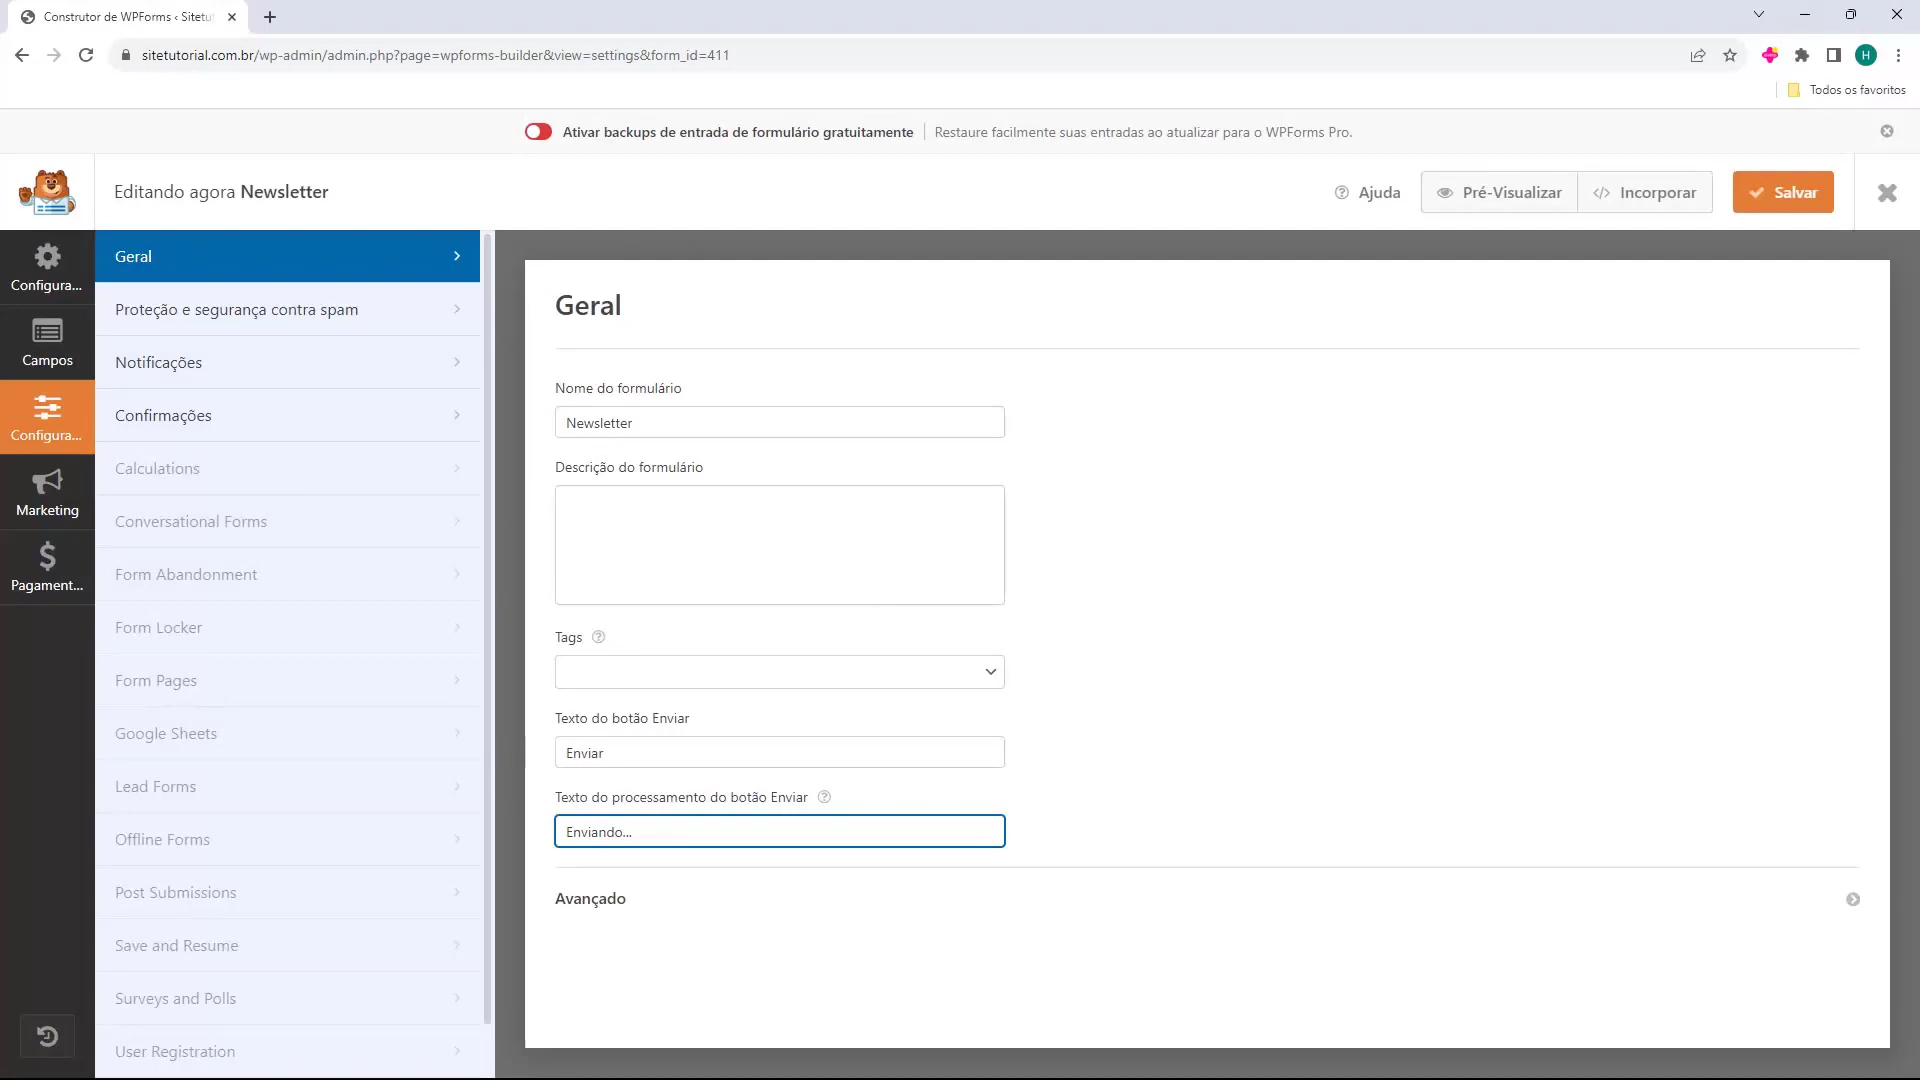 Construtor de WPForms ‹ Sitetu
sitetutorial.com.br/wp-admin/admin.php?page=wpforms-builder&view=settings&form_id=411
H
Todos os favoritos
Ativar backups de entrada de formulário gratuitamente
Restaure facilmente suas entradas ao atualizar para o WPForms Pro.
Editando agora Newsletter
Ajuda
Pré-Visualizar
Incorporar
Salvar
Configura...
Campos
Configura...
Marketing
Pagament...
Geral
Proteção e segurança contra spam
Notificações
Confirmações
Calculations
Conversational Forms
Form Abandonment
Form Locker
Form Pages
Google Sheets
Lead Forms
Offline Forms
Post Submissions
Save and Resume
Surveys and Polls
User Registration
Geral
Nome do formulário
Newsletter
Descrição do formulário
Tags
Texto do botão Enviar
Enviar
Texto do processamento do botão Enviar
Enviando...
Avançado